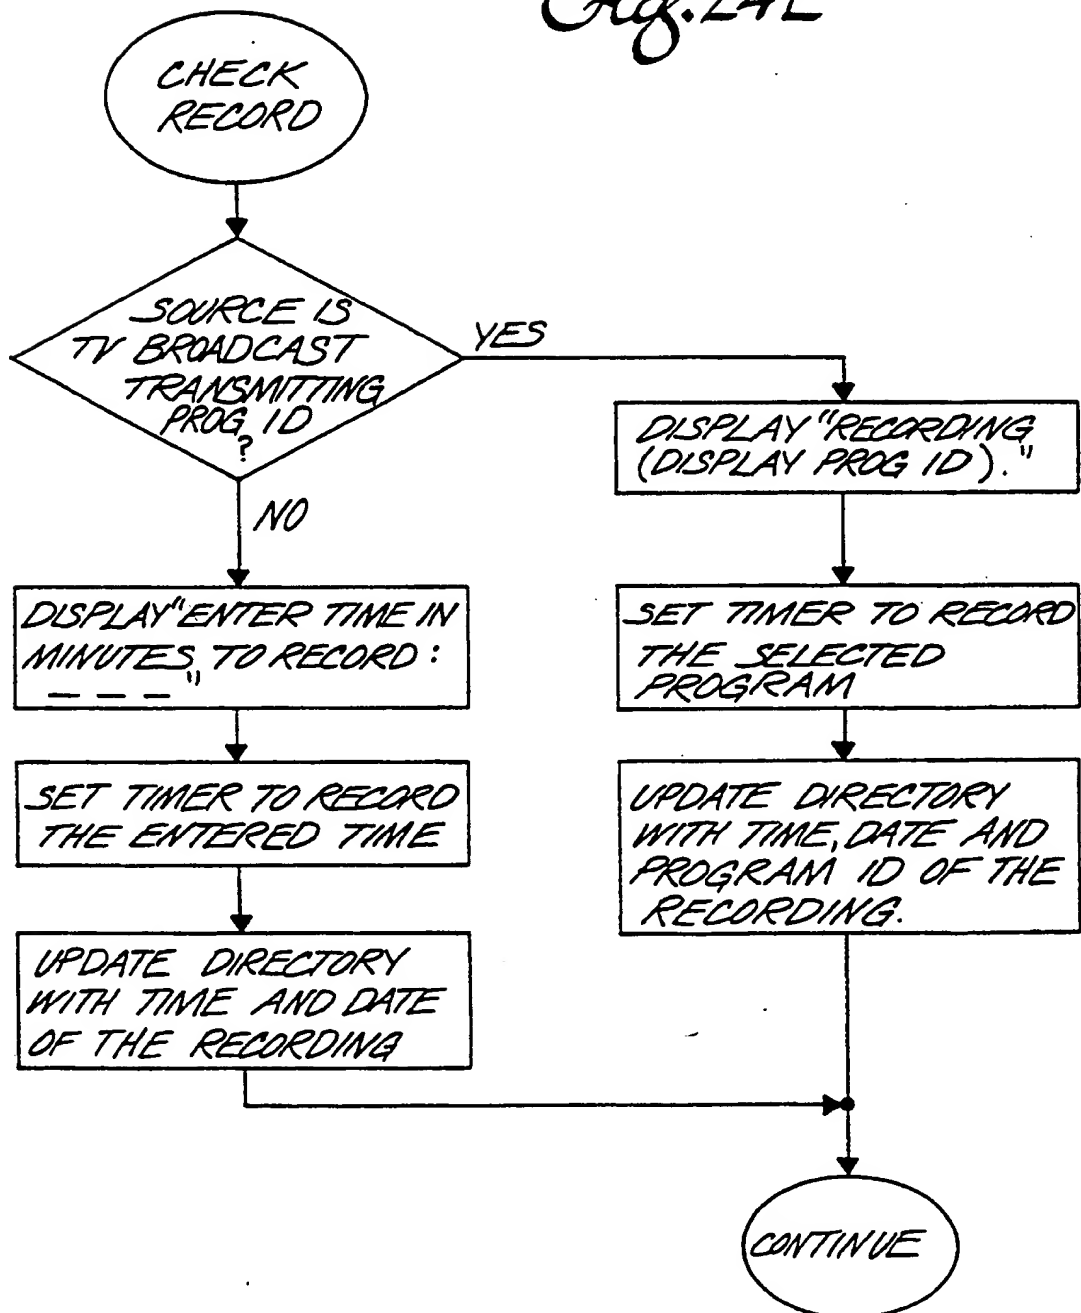 Fig. 24E
CHECK
RECORD
SOURCE IS
TV BROADCAST
TRANSMITTING
PROG ID
?
YES
NO
DISPLAY "RECORDING
(DISPLAY PROG ID)."
SET TIMER TO RECORD
THE SELECTED
PROGRAM
UPDATE DIRECTORY
WITH TIME, DATE AND
PROGRAM ID OF THE
RECORDING.
DISPLAY "ENTER TIME IN
MINUTES TO RECORD:
_ _ _"
SET TIMER TO RECORD
THE ENTERED TIME
UPDATE DIRECTORY
WITH TIME AND DATE
OF THE RECORDING
CONTINUE